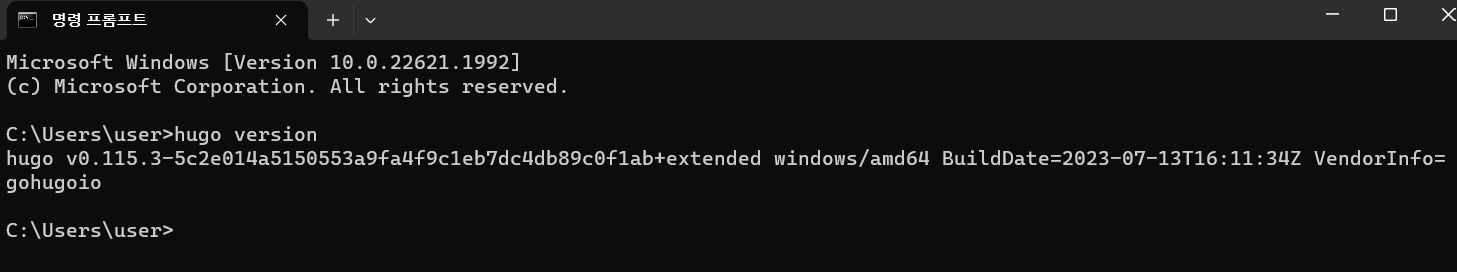 명령 프롬프트
Microsoft Windows [Version 10.0.22621.1992]
(c) Microsoft Corporation. All rights reserved.
C:\Users\user>hugo version
hugo v0.115.3-5c2e014a5150553a9fa4f9c1eb7dc4db89c0f1ab+extended windows/amd64 BuildDate=2023-07-13T16:11:34Z VendorInfo=
gohugoio
C:\Users\user>